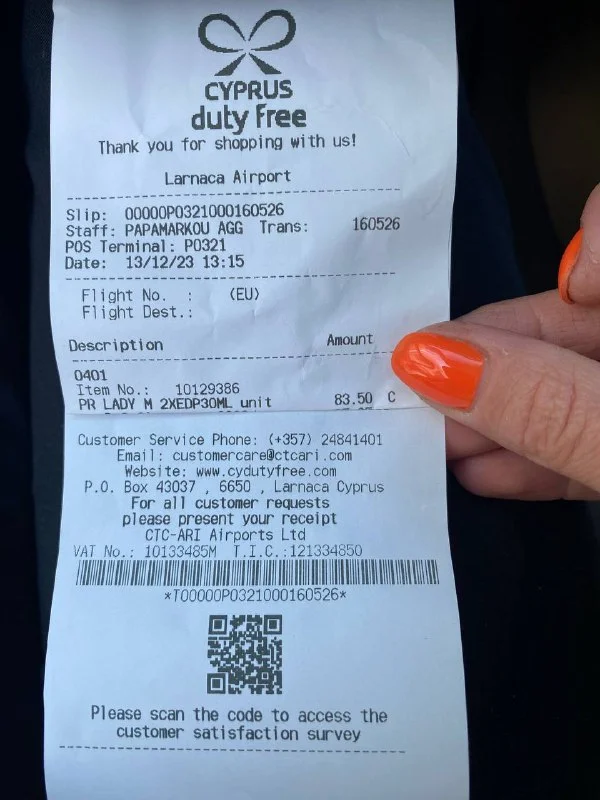 CYPRUS
duty free
Thank you for shopping with us!
Larnaca Airport
Slip: 00000P0321000160526
Staff: PAPAMARKOU AGG Trans: 160526
POS Terminal: P0321
Date: 13/12/23 13:15
Flight No. : (EU)
Flight Dest.:
Description Amount
0401
Item No.: 10129386
PR LADY M 2XEDP30ML unit 83.50 C
Customer Service Phone: (+357) 24841401
Email: customercare@ctcari.com
Website: www.cydutyfree.com
P.O. Box 43037 , 6650 , Larnaca Cyprus
For all customer requests
please present your receipt
CTC-ARI Airports Ltd
VAT No.: 10133485M T.I.C.:121334850
*T00000P0321000160526*
Please scan the code to access the
customer satisfaction survey